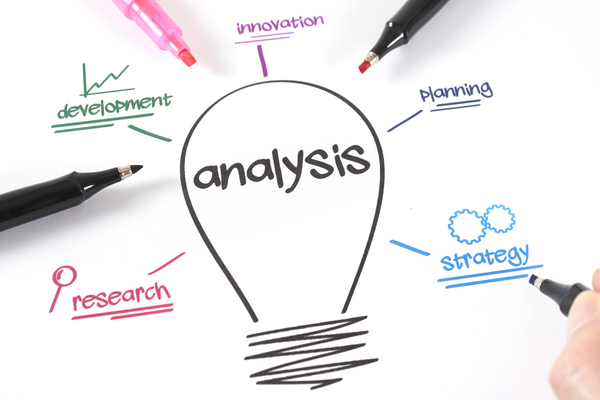 innovation
planning
development
analysis
strategy
research